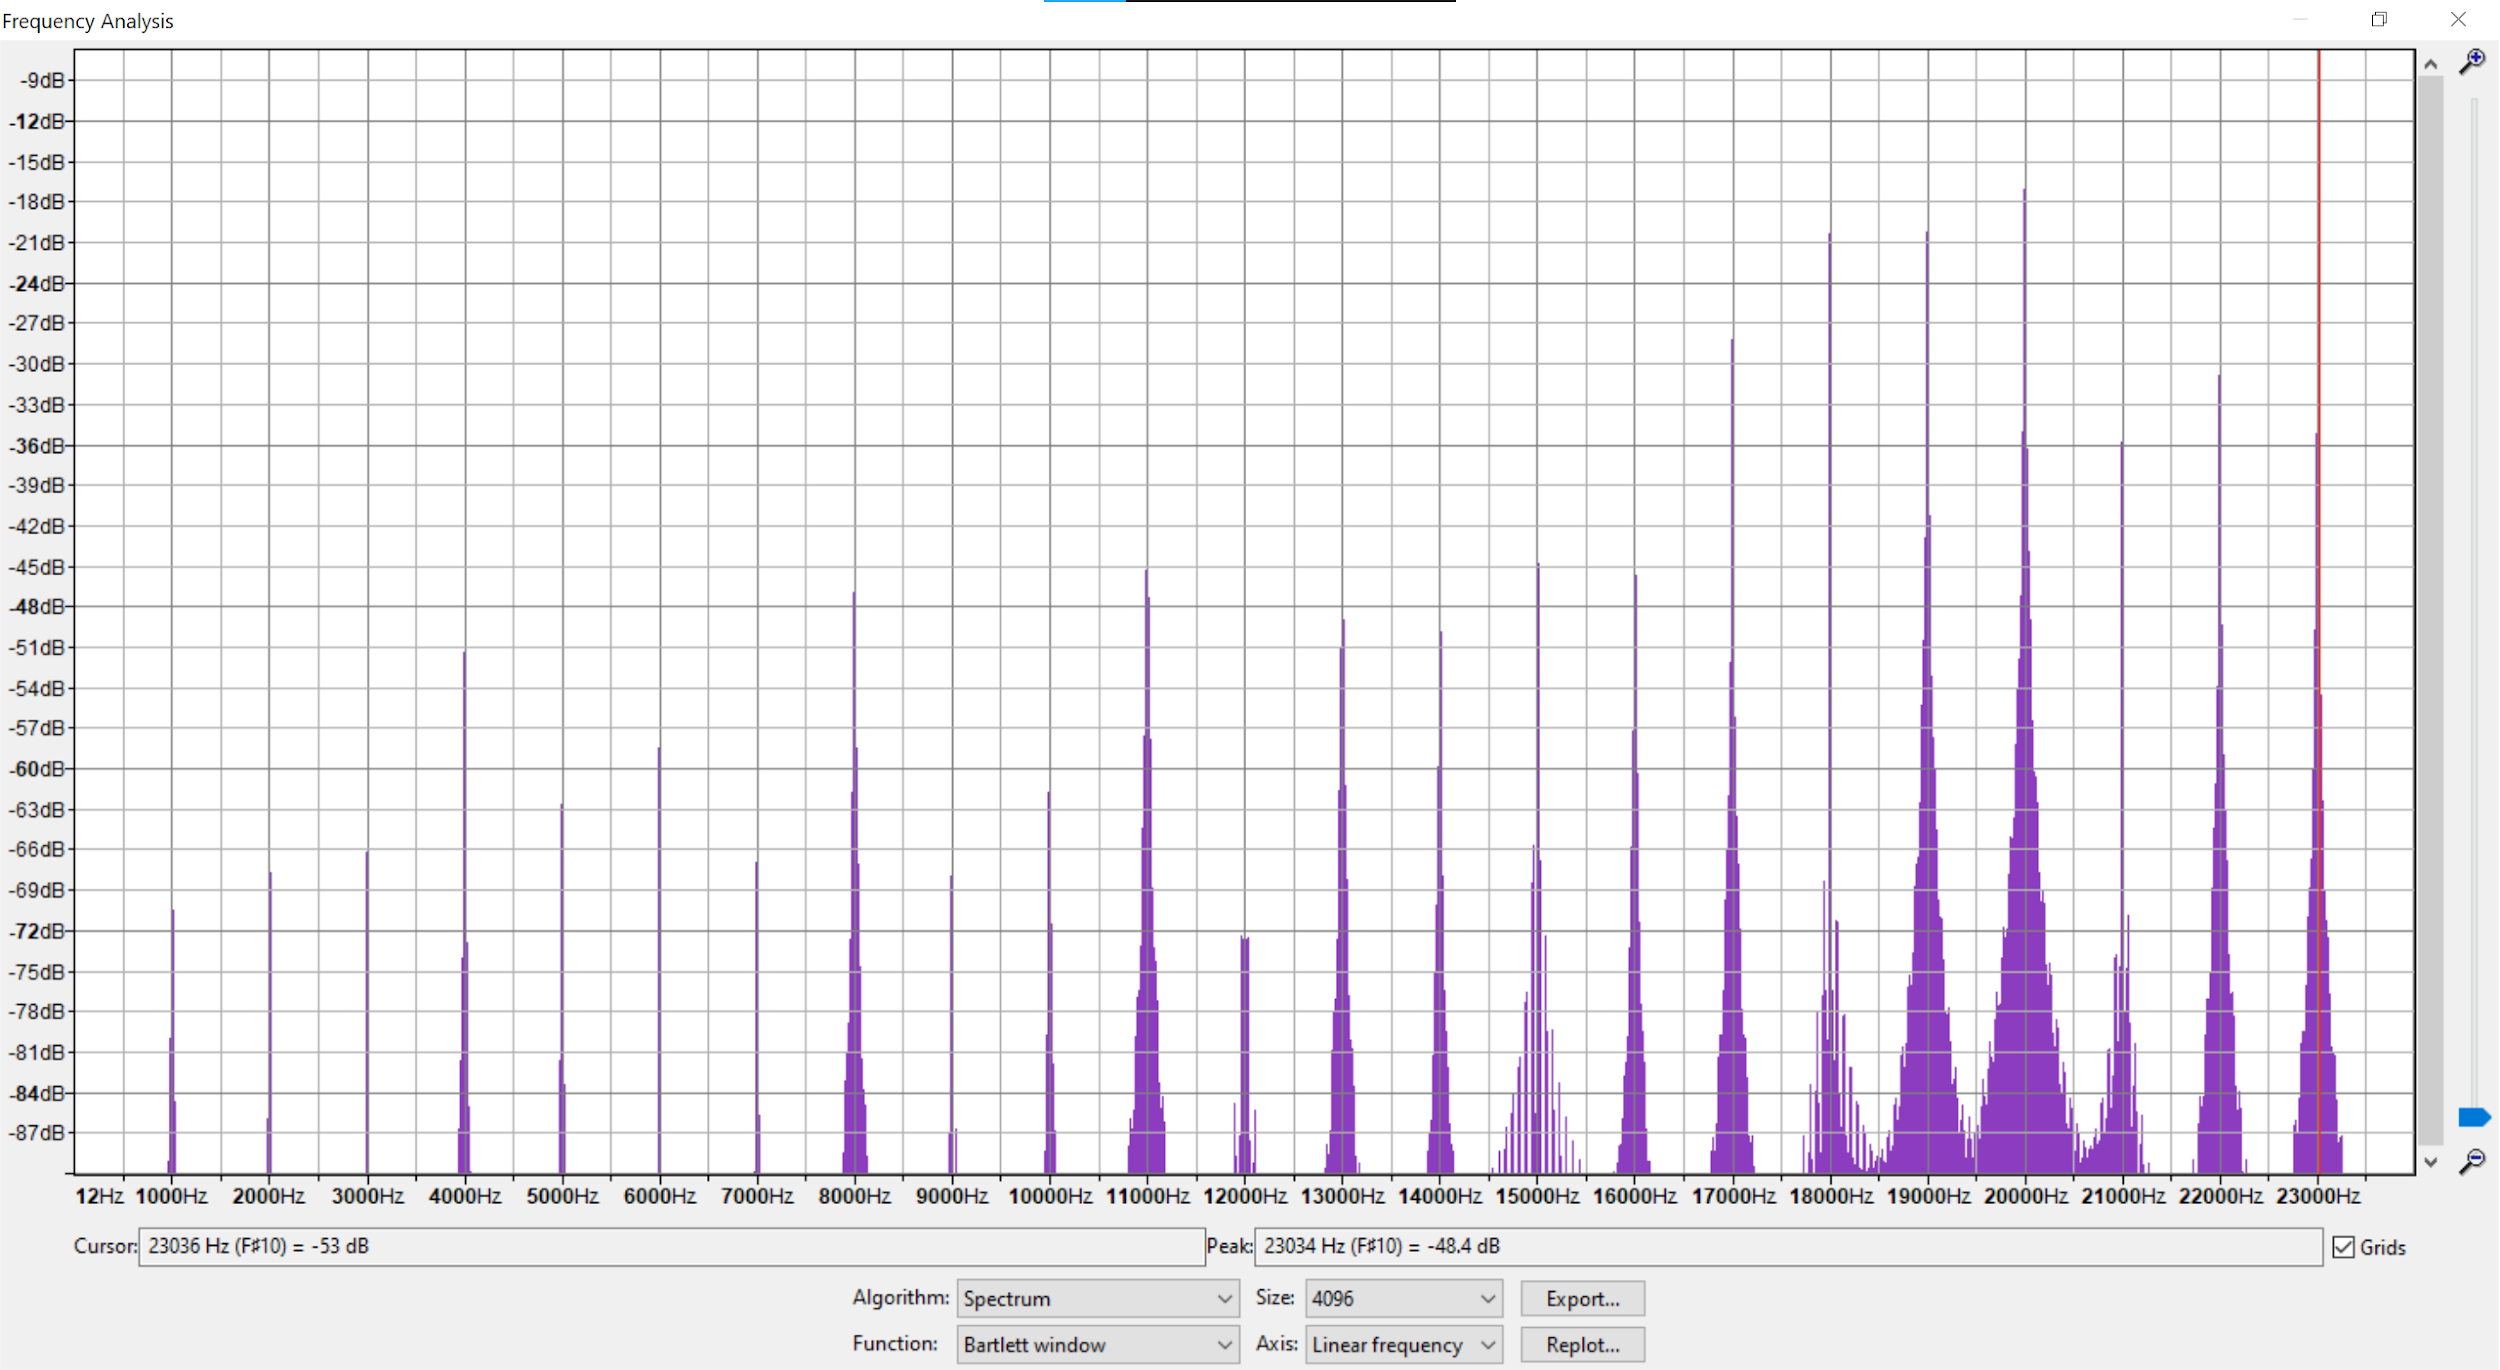 Frequency Analysis
-9dB
-12dB
-15dB
-18dB
-21dB
-24dB
-27dB
-30dB
-33dB
-36dB
-39dB
-42dB
-45dB
-48dB
-51dB
-54dB
-57dB
-60dB
-63dB
-66dB
-69dB
-72dB
-75dB
-78dB
-81dB
-84dB
-87dB
12Hz 1000Hz 2000Hz 3000Hz 4000Hz 5000Hz 6000Hz 7000Hz 8000Hz 9000Hz 10000Hz 11000Hz 12000Hz 13000Hz 14000Hz 15000Hz 16000Hz 17000Hz 18000Hz 19000Hz 20000Hz 21000Hz 22000Hz 23000Hz
Cursor: 23036 Hz (F♯10) = -53 dB Peak: 23034 Hz (F♯10) = -48.4 dB Grids
Algorithm: Spectrum Size: 4096 Export...
Function: Bartlett window Axis: Linear frequency Replot...